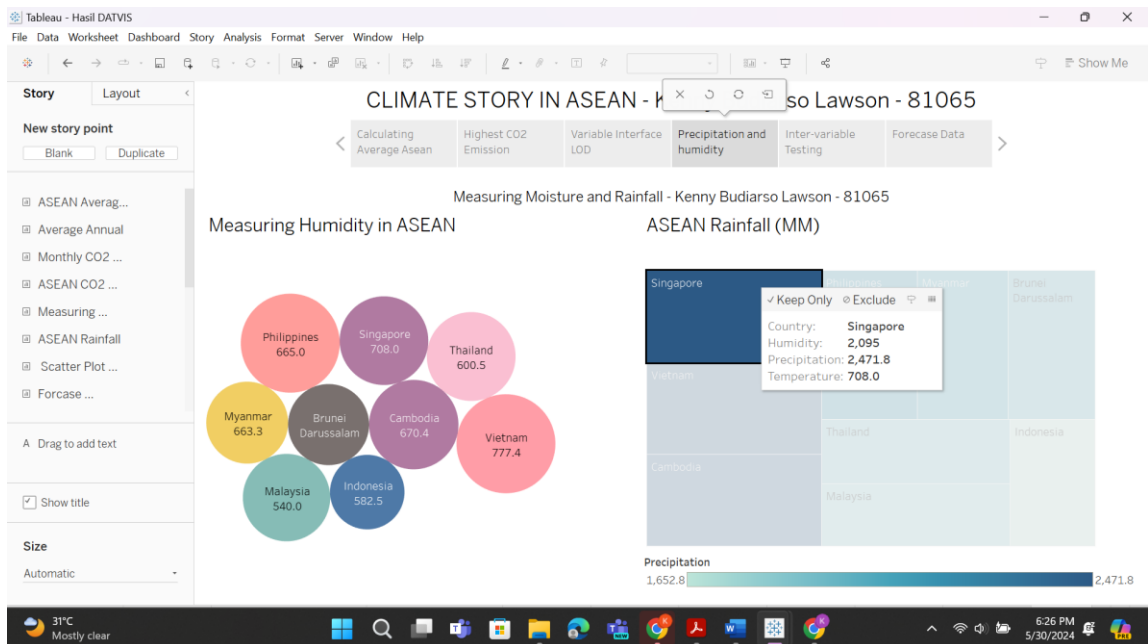 Tableau - Hasil DATVIS
File Data Worksheet Dashboard Story Analysis Format Server Window Help
Show Me
Story Layout
New story point
Blank Duplicate
ASEAN Averag...
Average Annual
Monthly CO2 ...
ASEAN CO2 ...
Measuring ...
ASEAN Rainfall
Scatter Plot ...
Forcase ...
A Drag to add text
Show title
Size
Automatic
CLIMATE STORY IN ASEAN - K rso Lawson - 81065
Calculating
Average Asean
Highest CO2
Emission
Variable Interface
LOD
Precipitation and
humidity
Inter-variable
Testing
Forecase Data
Measuring Moisture and Rainfall - Kenny Budiarso Lawson - 81065
Measuring Humidity in ASEAN
Philippines
665.0
Singapore
708.0
Thailand
600.5
Myanmar
663.3
Brunei
Darussalam
Cambodia
670.4
Vietnam
777.4
Malaysia
540.0
Indonesia
582.5
ASEAN Rainfall (MM)
Singapore
Philippines
Myanmar
Brunei
Darussalam
Keep Only Exclude
Country: Singapore
Humidity: 2,095
Precipitation: 2,471.8
Temperature: 708.0
Vietnam
Thailand
Indonesia
Cambodia
Malaysia
Precipitation
1,652.8 2,471.8
31°C
Mostly clear
NEW
6:26 PM
5/30/2024
PRE